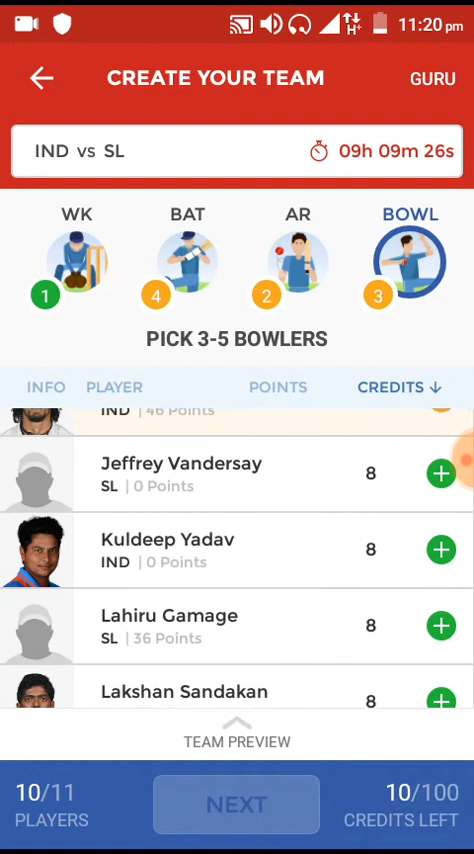 H+ 11:20 pm
CREATE YOUR TEAM GURU
IND vs SL 09h 09m 26s
WK BAT AR BOWL
1 4 2 3
PICK 3-5 BOWLERS
INFO PLAYER POINTS CREDITS ↓
IND | 46 Points
Jeffrey Vandersay 8
SL | 0 Points
Kuldeep Yadav 8
IND | 0 Points
Lahiru Gamage 8
SL | 36 Points
Lakshan Sandakan 8
TEAM PREVIEW
10/11 NEXT 10/100
PLAYERS CREDITS LEFT